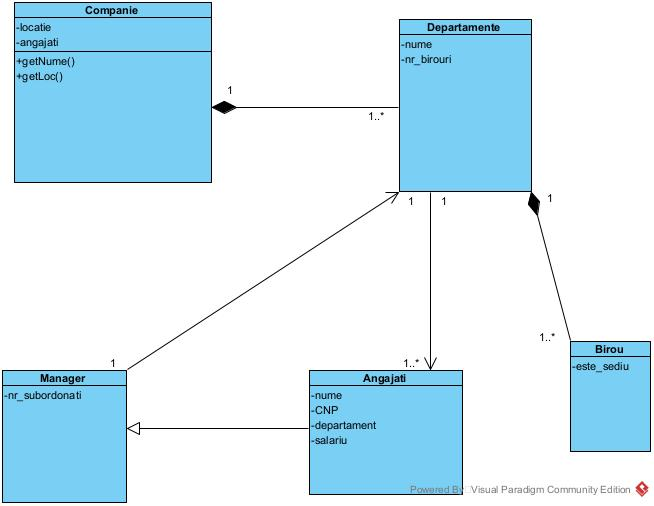 Companie
-locatie
-angajati
+getNume()
+getLoc()
1
1..*
Departamente
-nume
-nr_birouri
1
1
1
1
1..*
1..*
Manager
-nr_subordonati
Angajati
-nume
-CNP
-departament
-salariu
Birou
-este_sediu
Powered By Visual Paradigm Community Edition